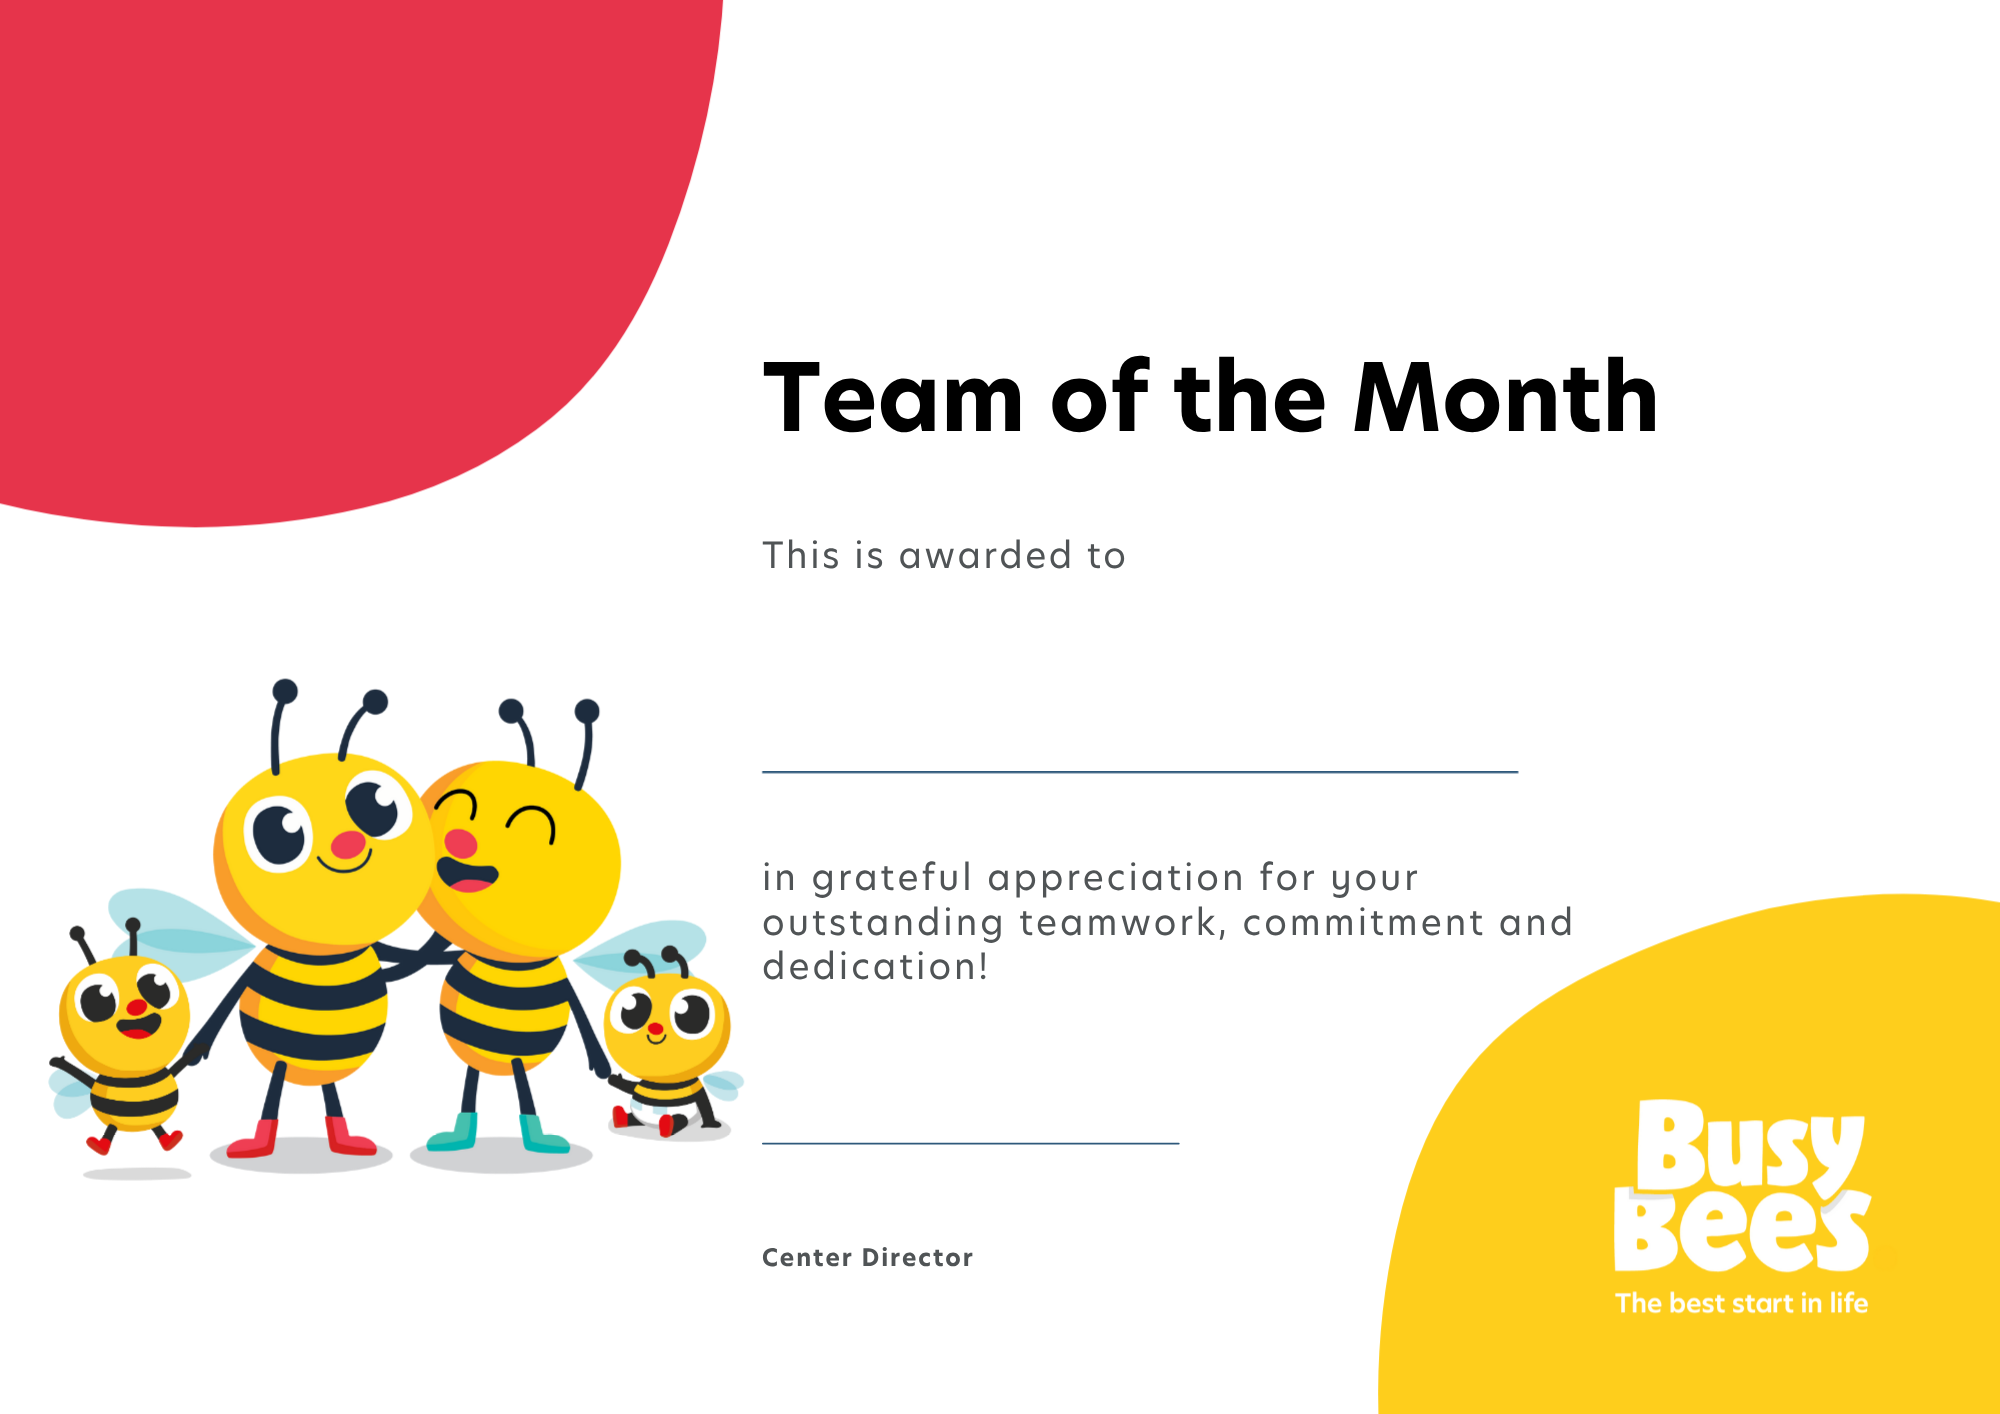 Team of the Month
This is awarded to
in grateful appreciation for your
outstanding teamwork, commitment and
dedication!
Center Director
Busy
Bees
The best start in life